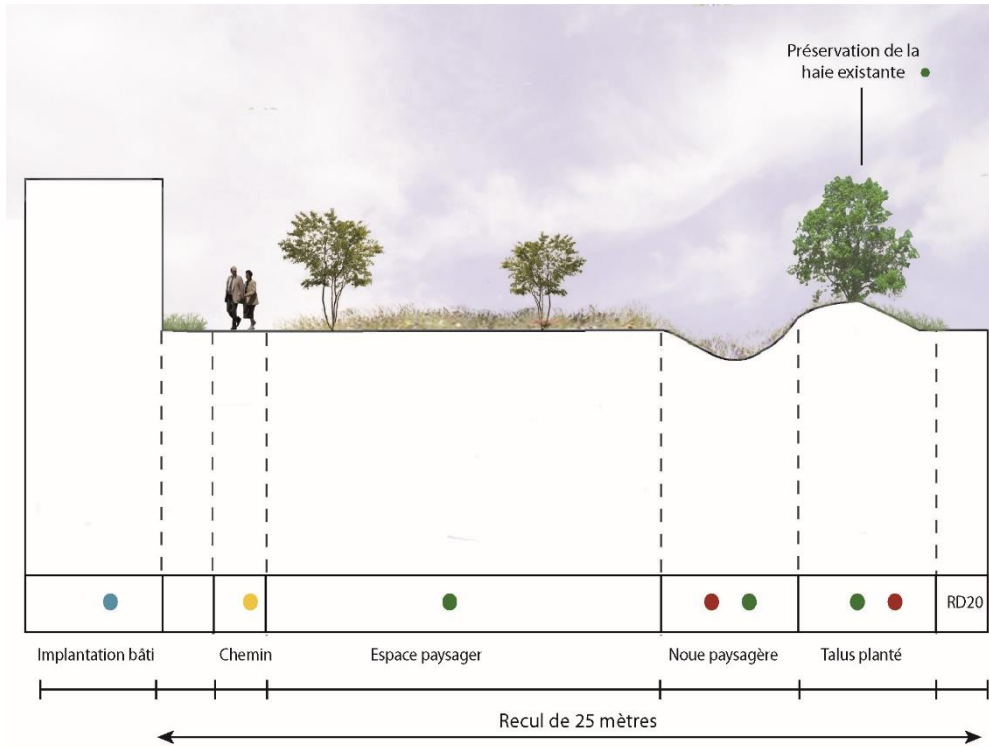 Préservation de la
haie existante
RD20
Implantation bâti
Chemin
Espace paysager
Noue paysagère
Talus planté
Recul de 25 mètres